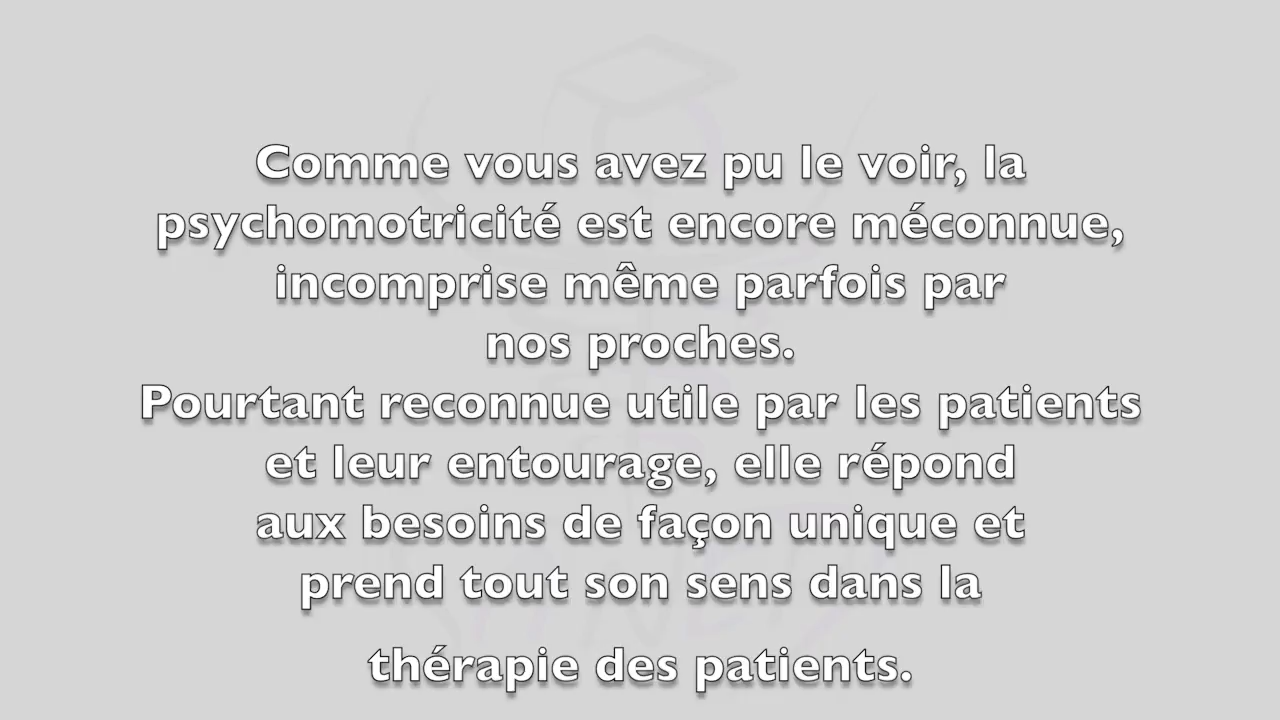 Comme vous avez pu le voir, la
psychomotricité est encore méconnue,
incomprise même parfois par
nos proches.
Pourtant reconnue utile par les patients
et leur entourage, elle répond
aux besoins de façon unique et
prend tout son sens dans la
thérapie des patients.